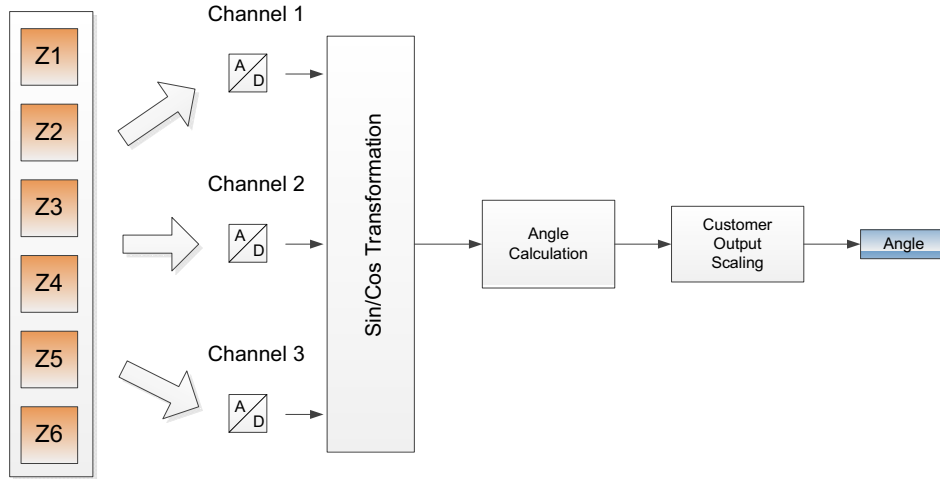 Z1
Z2
Z3
Z4
Z5
Z6
Channel 1
A
D
Channel 2
A
D
Channel 3
A
D
Sin/Cos Transformation
Angle
Calculation
Customer
Output
Scaling
Angle